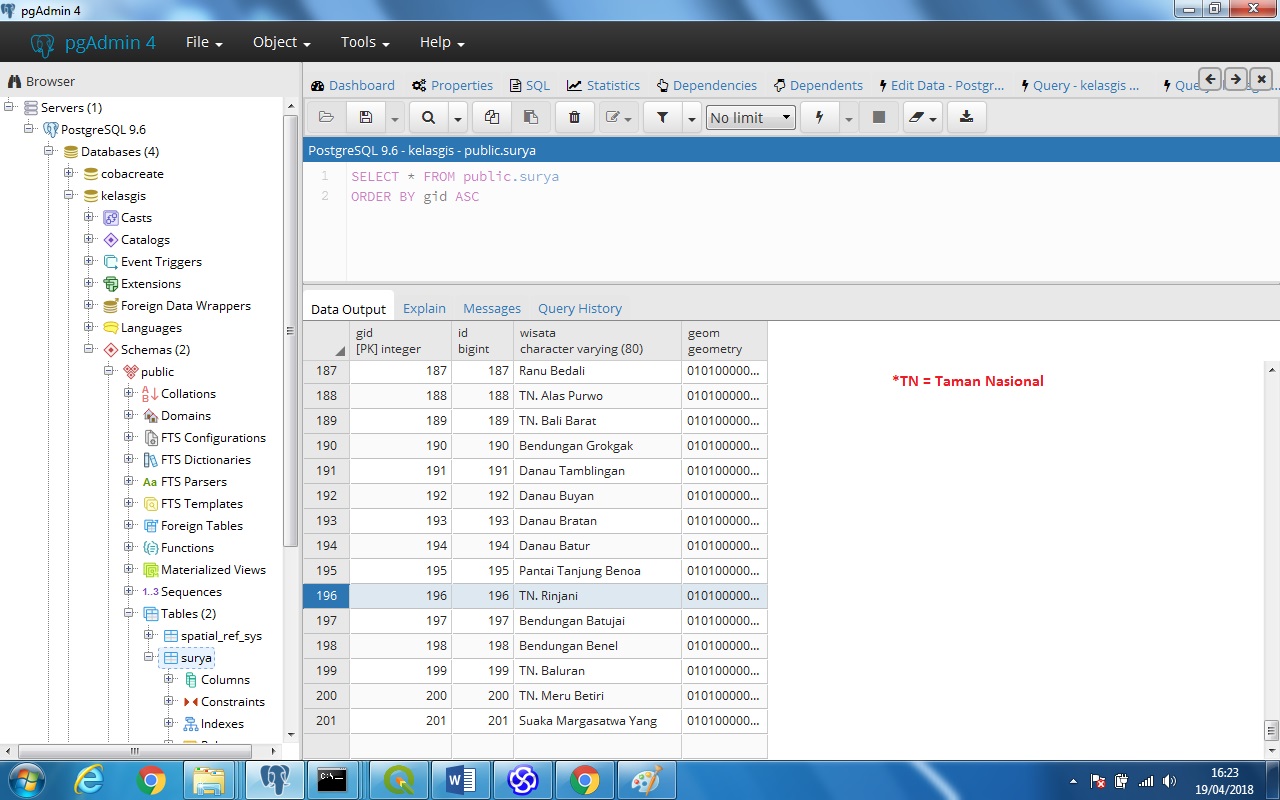 pgAdmin 4
pgAdmin 4 File Object Tools Help
Browser
Dashboard Properties SQL Statistics Dependencies Dependents Edit Data - Postgr... Query - kelasgis ...
No limit
PostgreSQL 9.6 - kelasgis - public.surya
1 SELECT * FROM public.surya
2 ORDER BY gid ASC
Servers (1)
PostgreSQL 9.6
Databases (4)
cobacreate
kelasgis
Casts
Catalogs
Event Triggers
Extensions
Foreign Data Wrappers
Languages
Schemas (2)
public
Collations
Domains
FTS Configurations
FTS Dictionaries
Aa FTS Parsers
FTS Templates
Foreign Tables
Functions
Materialized Views
1..3 Sequences
Tables (2)
spatial_ref_sys
surya
Columns
Constraints
Indexes
Data Output Explain Messages Query History
gid id wisata geom
[PK] integer bigint character varying (80) geometry
187 187 187 Ranu Bedali 010100000...
188 188 188 TN. Alas Purwo 010100000...
189 189 189 TN. Bali Barat 010100000...
190 190 190 Bendungan Grokgak 010100000...
191 191 191 Danau Tamblingan 010100000...
192 192 192 Danau Buyan 010100000...
193 193 193 Danau Bratan 010100000...
194 194 194 Danau Batur 010100000...
195 195 195 Pantai Tanjung Benoa 010100000...
196 196 196 TN. Rinjani 010100000...
197 197 197 Bendungan Batujai 010100000...
198 198 198 Bendungan Benel 010100000...
199 199 199 TN. Baluran 010100000...
200 200 200 TN. Meru Betiri 010100000...
201 201 201 Suaka Margasatwa Yang 010100000...
*TN = Taman Nasional
16:23
19/04/2018